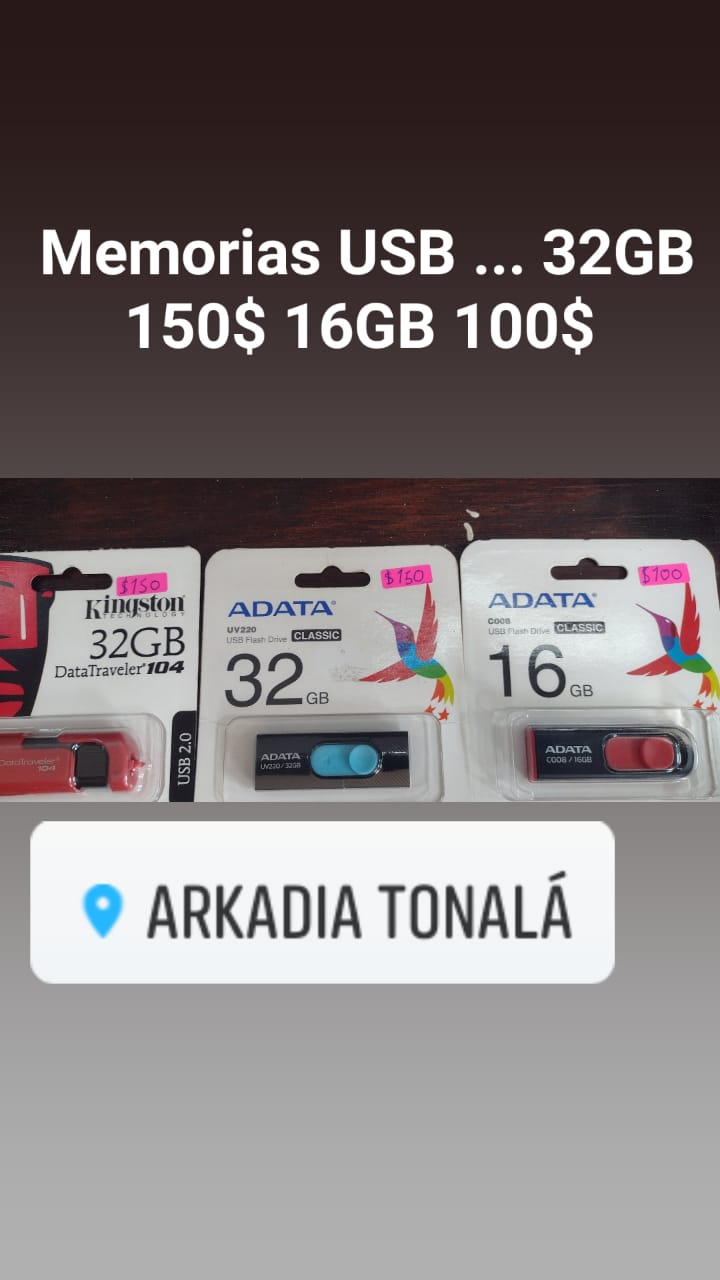 Memorias USB ... 32GB
150$ 16GB 100$
$150
Kingston
TECHNOLOGY
32GB
DataTraveler® 104
DataTraveler®
104
USB 2.0
$150
ADATA®
UV220
USB Flash Drive CLASSIC
32 GB
ADATA
UV220 / 32GB
$100
ADATA®
C008
USB Flash Drive CLASSIC
16 GB
ADATA
C008 / 16GB
ARKADIA TONALÁ